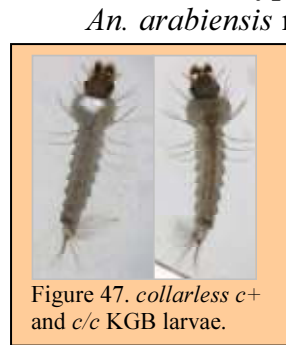 An. arabiensis
Figure 47. collarless c+
and c/c KGB larvae.